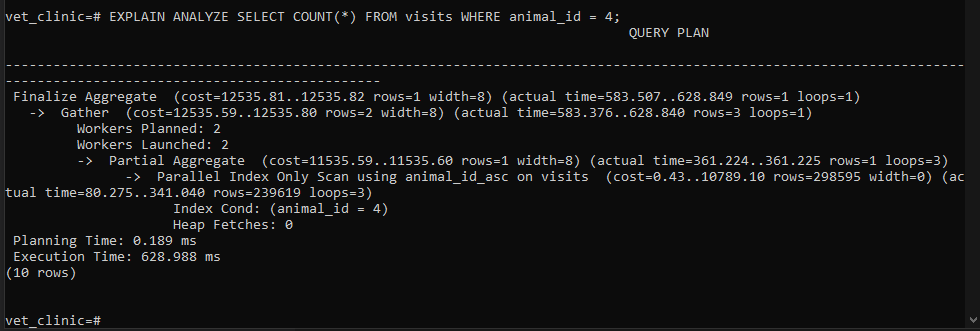 vet_clinic=# EXPLAIN ANALYZE SELECT COUNT(*) FROM visits WHERE animal_id = 4;
QUERY PLAN
------------------------------------------------------------------------------------------------------------------------
-----------------------------------------------
Finalize Aggregate  (cost=12535.81..12535.82 rows=1 width=8) (actual time=583.507..628.849 rows=1 loops=1)
  ->  Gather  (cost=12535.59..12535.80 rows=2 width=8) (actual time=583.376..628.840 rows=3 loops=1)
        Workers Planned: 2
        Workers Launched: 2
        ->  Partial Aggregate  (cost=11535.59..11535.60 rows=1 width=8) (actual time=361.224..361.225 rows=1 loops=3)
              ->  Parallel Index Only Scan using animal_id_asc on visits  (cost=0.43..10789.10 rows=298595 width=0) (ac
tual time=80.275..341.040 rows=239619 loops=3)
                    Index Cond: (animal_id = 4)
                    Heap Fetches: 0
Planning Time: 0.189 ms
Execution Time: 628.988 ms
(10 rows)
vet_clinic=#